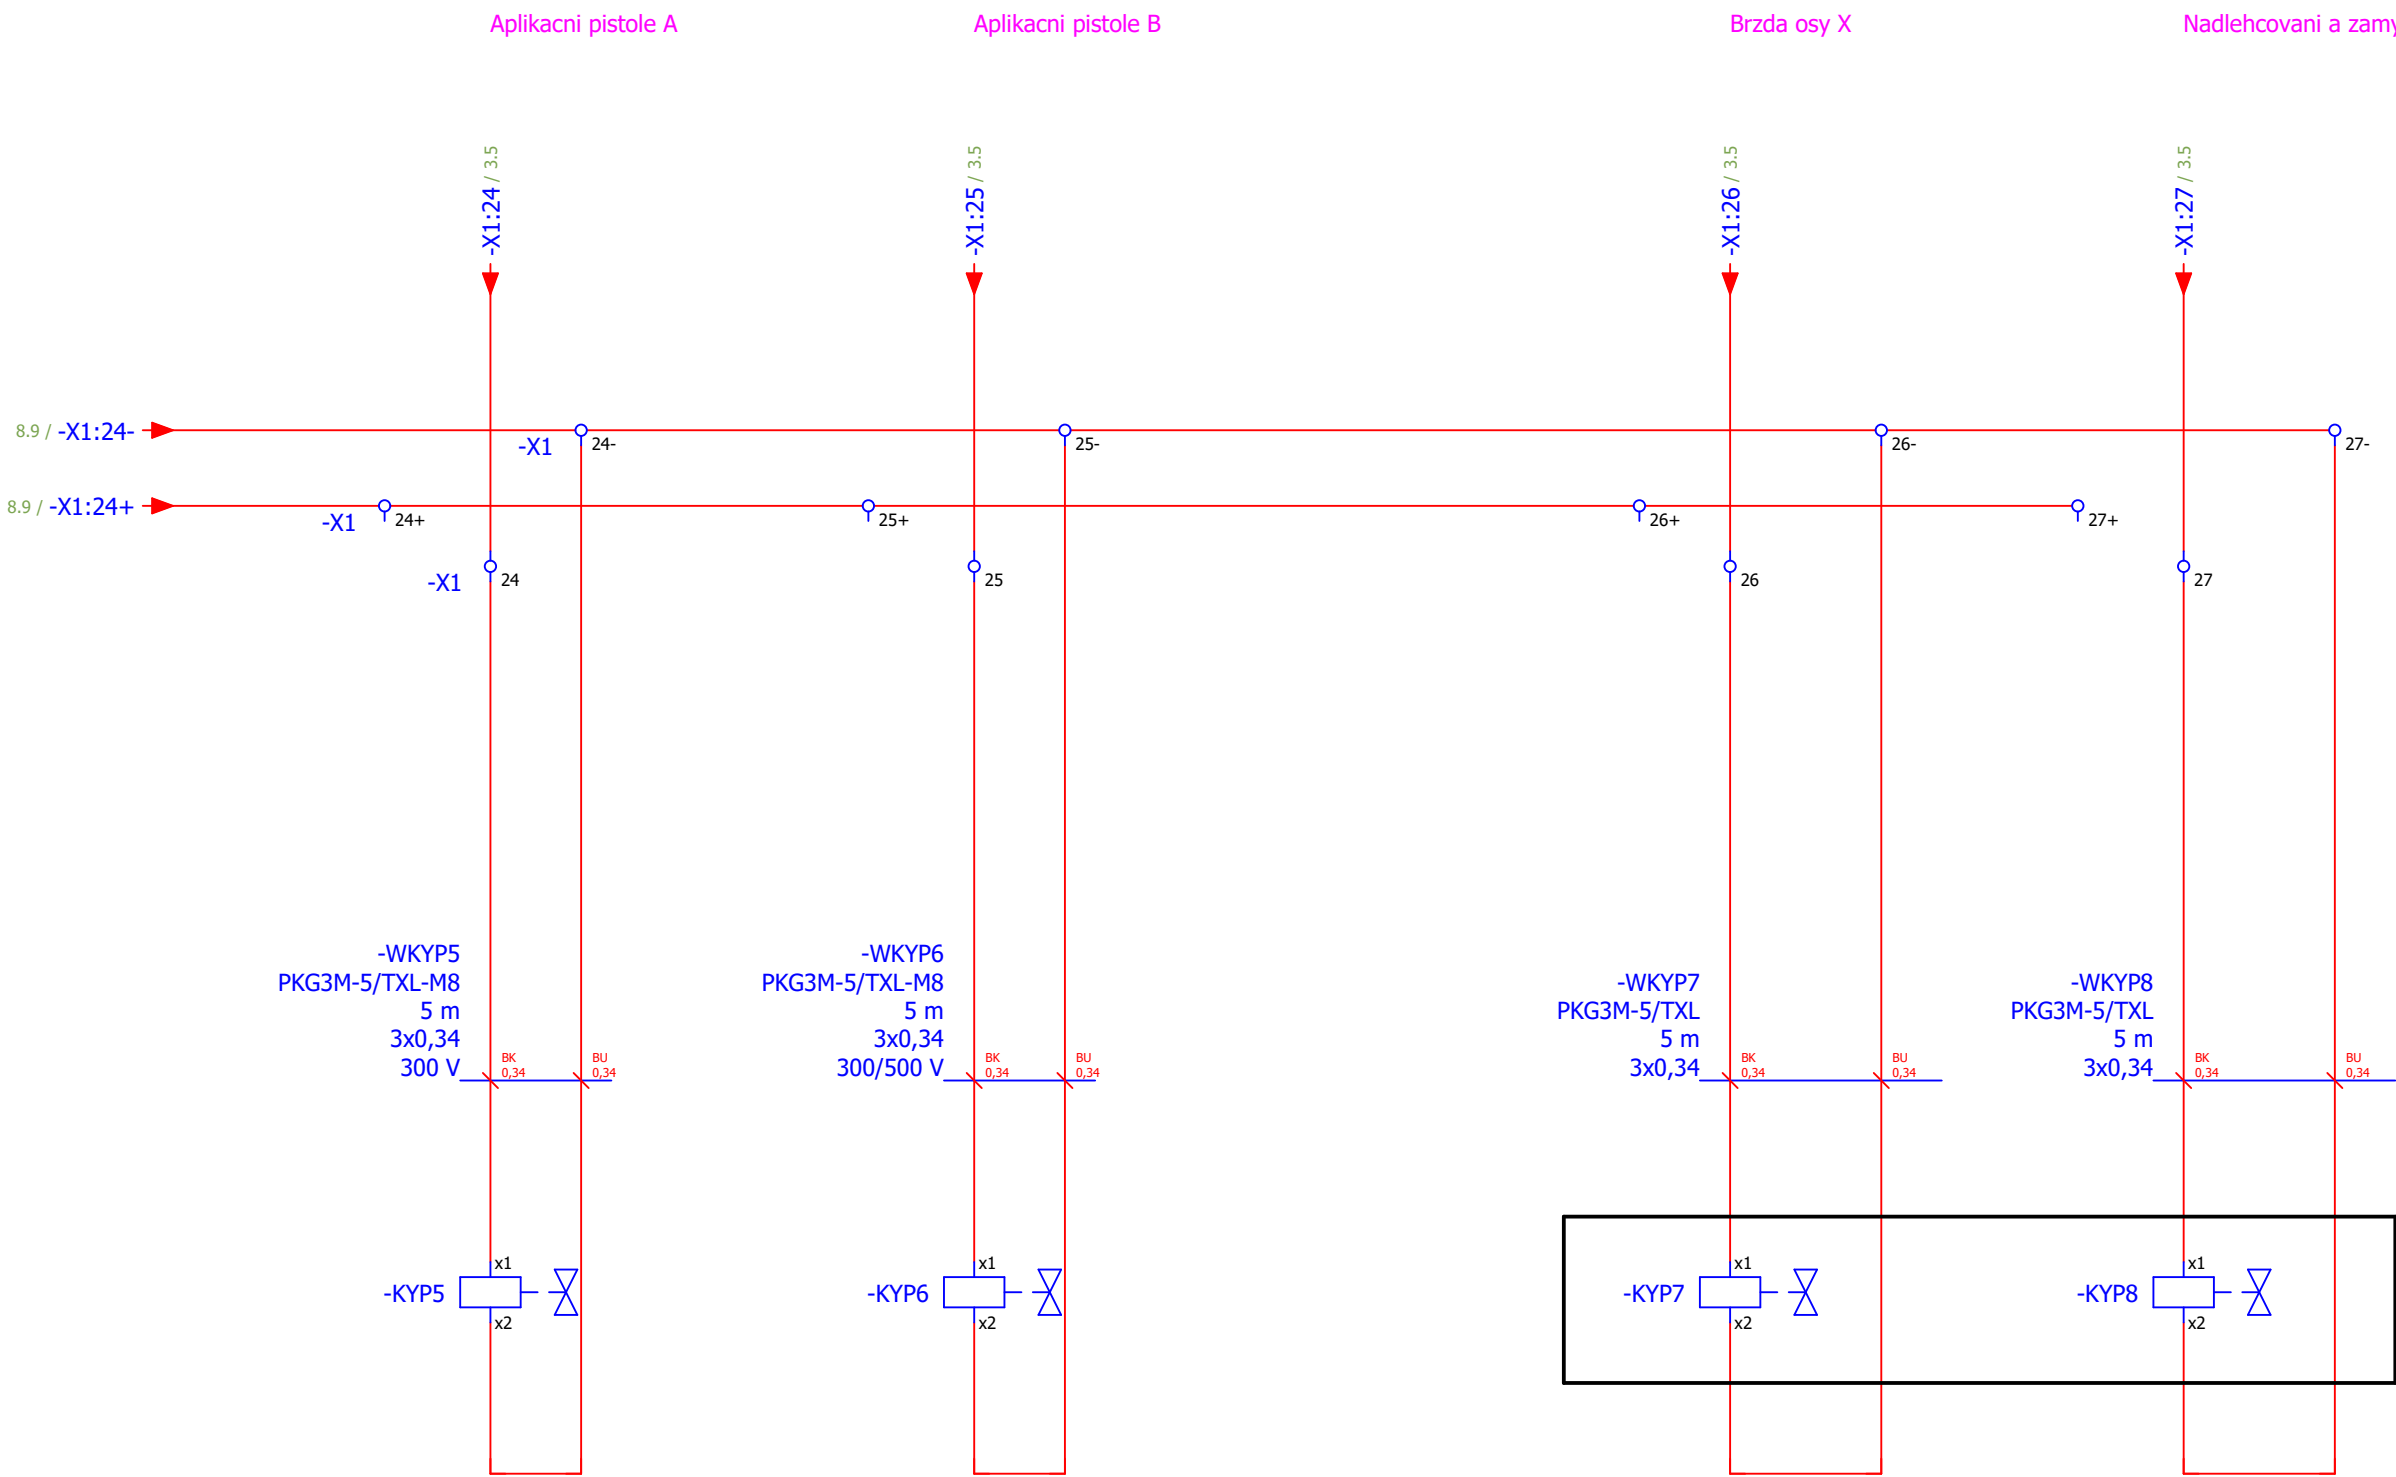 Aplikacni pistole A
Aplikacni pistole B
Brzda osy X
Nadlehcovani a zamy
-X1:24 / 3.5
-X1:25 / 3.5
-X1:26 / 3.5
-X1:27 / 3.5
8.9 / -X1:24-
-X1
24-
25-
26-
27-
8.9 / -X1:24+
-X1
24+
25+
26+
27+
-X1
24
25
26
27
-WKYP5
PKG3M-5/TXL-M8
5 m
3x0,34
300 V
BK
0,34
BU
0,34
-WKYP6
PKG3M-5/TXL-M8
5 m
3x0,34
300/500 V
BK
0,34
BU
0,34
-WKYP7
PKG3M-5/TXL
5 m
3x0,34
BK
0,34
BU
0,34
-WKYP8
PKG3M-5/TXL
5 m
3x0,34
BK
0,34
BU
0,34
-KYP5
x1
x2
-KYP6
x1
x2
-KYP7
x1
x2
-KYP8
x1
x2